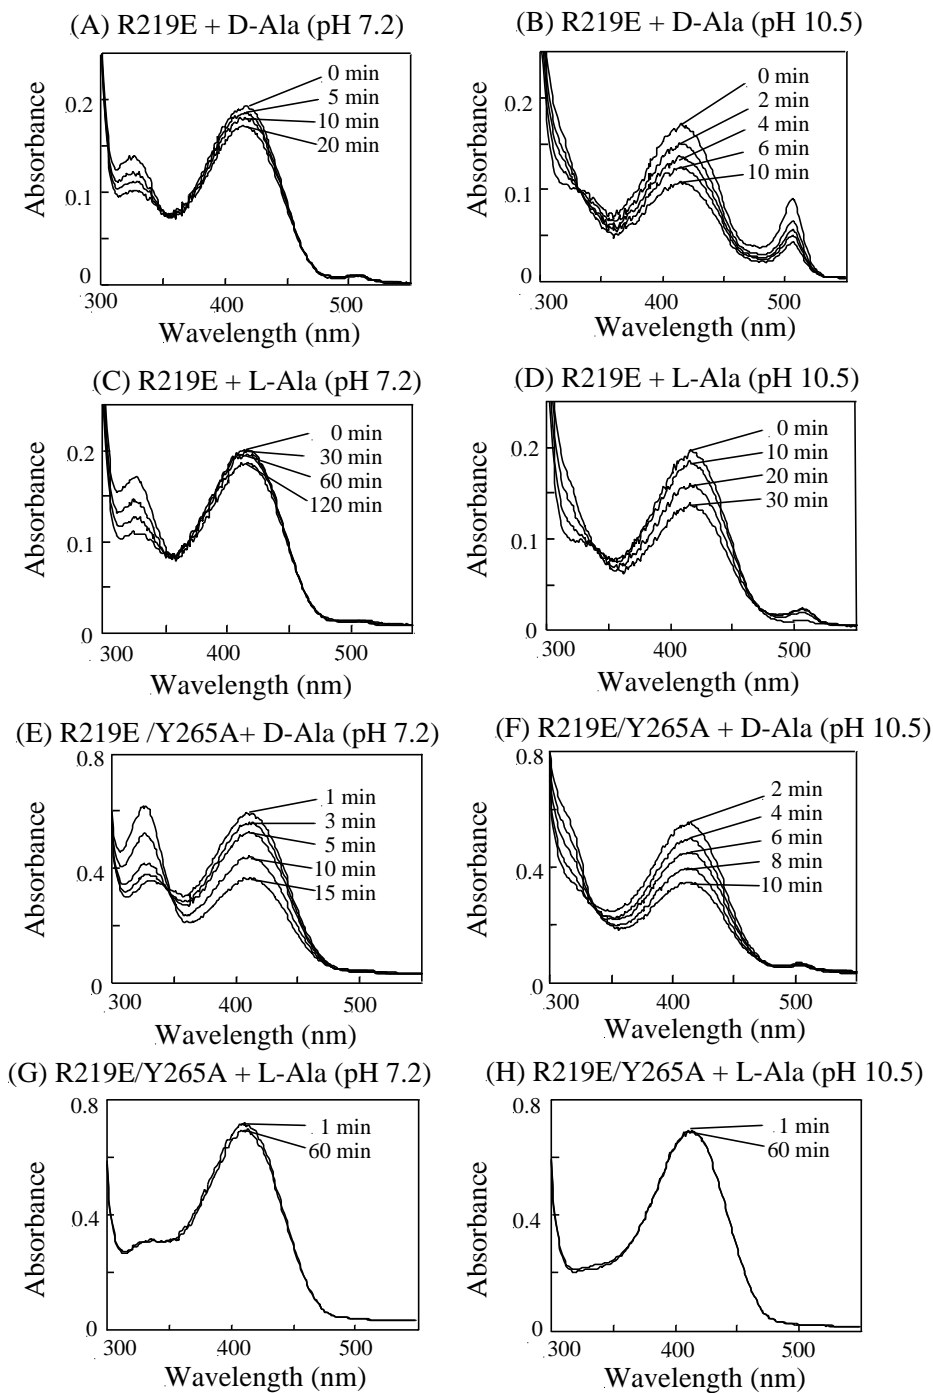 (A) R219E + D-Ala (pH 7.2)
0 min
5 min
10 min
20 min
Absorbance
0.2
0.1
0
300
400
500
Wavelength (nm)
(B) R219E + D-Ala (pH 10.5)
0 min
2 min
4 min
6 min
10 min
Absorbance
0.2
0.1
0
300
400
500
Wavelength (nm)
(C) R219E + L-Ala (pH 7.2)
0 min
30 min
60 min
120 min
Absorbance
0.2
0.1
0
300
400
500
Wavelength (nm)
(D) R219E + L-Ala (pH 10.5)
0 min
10 min
20 min
30 min
Absorbance
0.2
0.1
0
300
400
500
Wavelength (nm)
(E) R219E /Y265A+ D-Ala (pH 7.2)
1 min
3 min
5 min
10 min
15 min
Absorbance
0.8
0.4
0
300
400
500
Wavelength (nm)
(F) R219E/Y265A + D-Ala (pH 10.5)
2 min
4 min
6 min
8 min
10 min
Absorbance
0.8
0.4
0
300
400
500
Wavelength (nm)
(G) R219E/Y265A + L-Ala (pH 7.2)
1 min
60 min
Absorbance
0.8
0.4
0
300
400
500
Wavelength (nm)
(H) R219E/Y265A + L-Ala (pH 10.5)
1 min
60 min
Absorbance
0.8
0.4
0
300
400
500
Wavelength (nm)